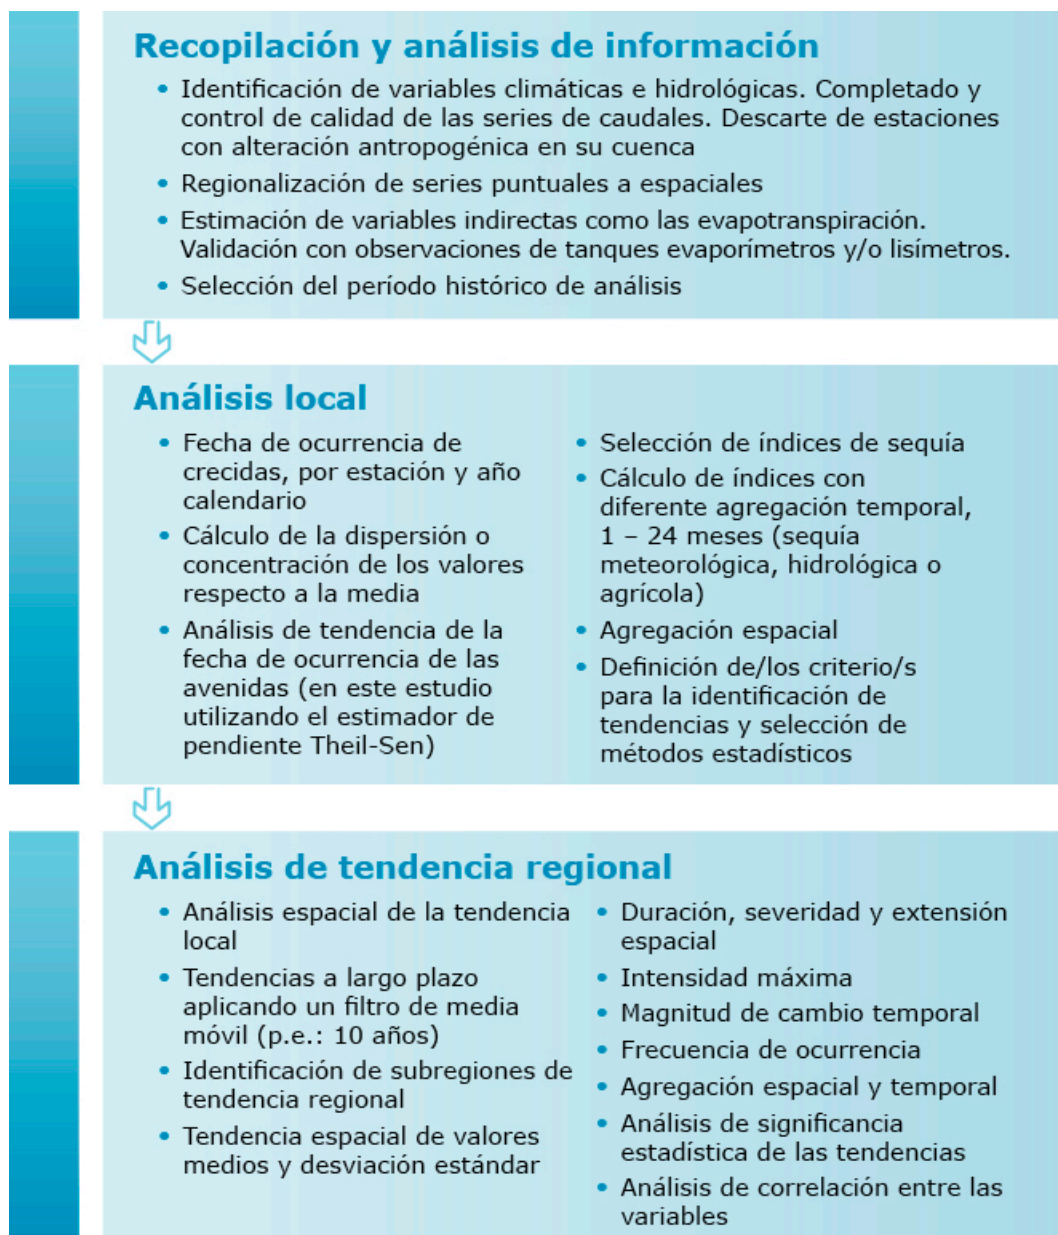 Recopilación y análisis de información
• Identificación de variables climáticas e hidrológicas. Completado y
control de calidad de las series de caudales. Descarte de estaciones
con alteración antropogénica en su cuenca
• Regionalización de series puntuales a espaciales
• Estimación de variables indirectas como las evapotranspiración.
Validación con observaciones de tanques evaporímetros y/o lisímetros.
• Selección del período histórico de análisis
Análisis local
• Fecha de ocurrencia de
crecidas, por estación y año
calendario
• Cálculo de la dispersión o
concentración de los valores
respecto a la media
• Análisis de tendencia de la
fecha de ocurrencia de las
avenidas (en este estudio
utilizando el estimador de
pendiente Theil-Sen)
• Selección de índices de sequía
• Cálculo de índices con
diferente agregación temporal,
1 – 24 meses (sequía
meteorológica, hidrológica o
agrícola)
• Agregación espacial
• Definición de/los criterio/s
para la identificación de
tendencias y selección de
métodos estadísticos
Análisis de tendencia regional
• Análisis espacial de la tendencia
local
• Tendencias a largo plazo
aplicando un filtro de media
móvil (p.e.: 10 años)
• Identificación de subregiones de
tendencia regional
• Tendencia espacial de valores
medios y desviación estándar
• Duración, severidad y extensión
espacial
• Intensidad máxima
• Magnitud de cambio temporal
• Frecuencia de ocurrencia
• Agregación espacial y temporal
• Análisis de significancia
estadística de las tendencias
• Análisis de correlación entre las
variables